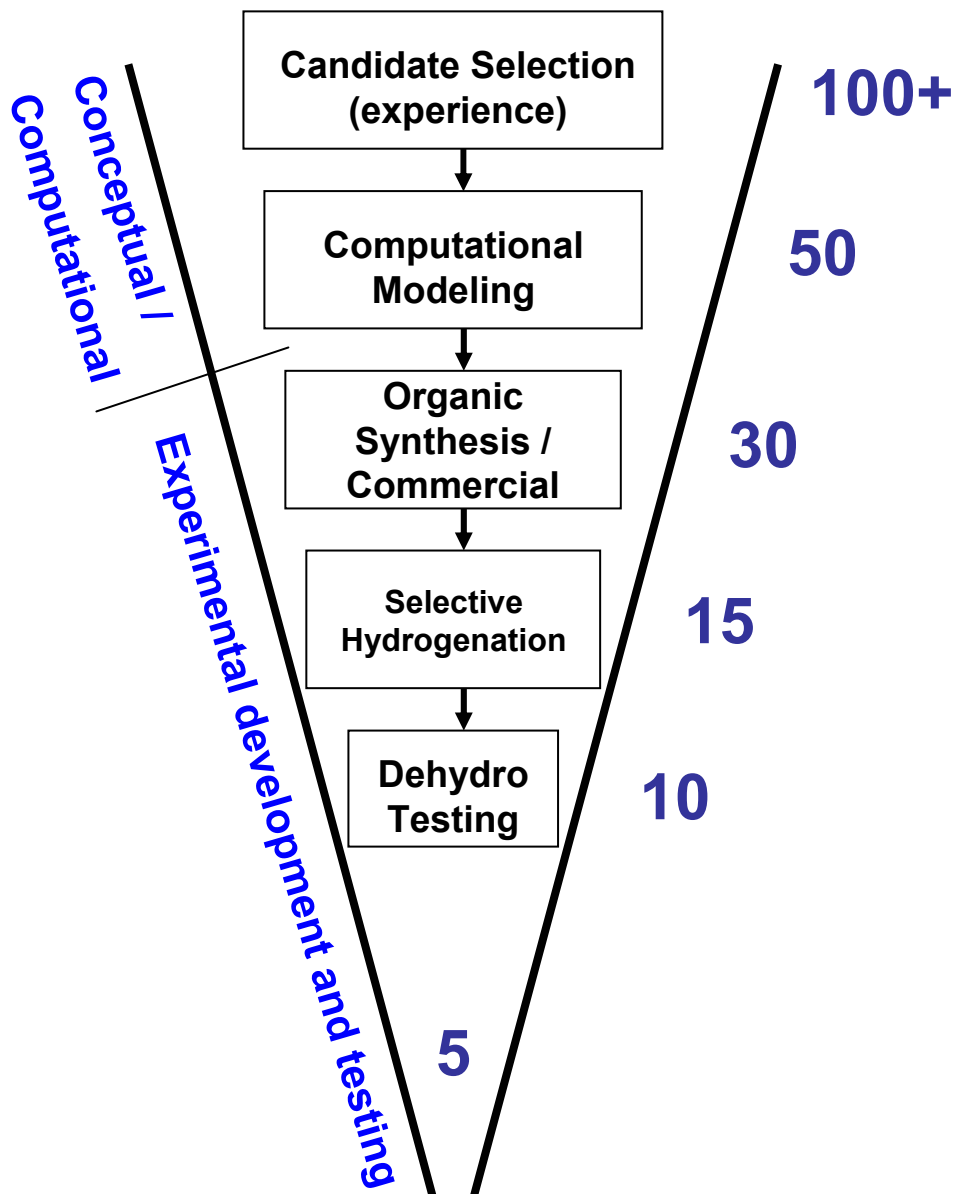 Candidate Selection
(experience)
100+
Conceptual /
Computational
Computational
Modeling
50
Organic
Synthesis /
Commercial
30
Experimental development and testing
Selective
Hydrogenation
15
Dehydro
Testing
10
5